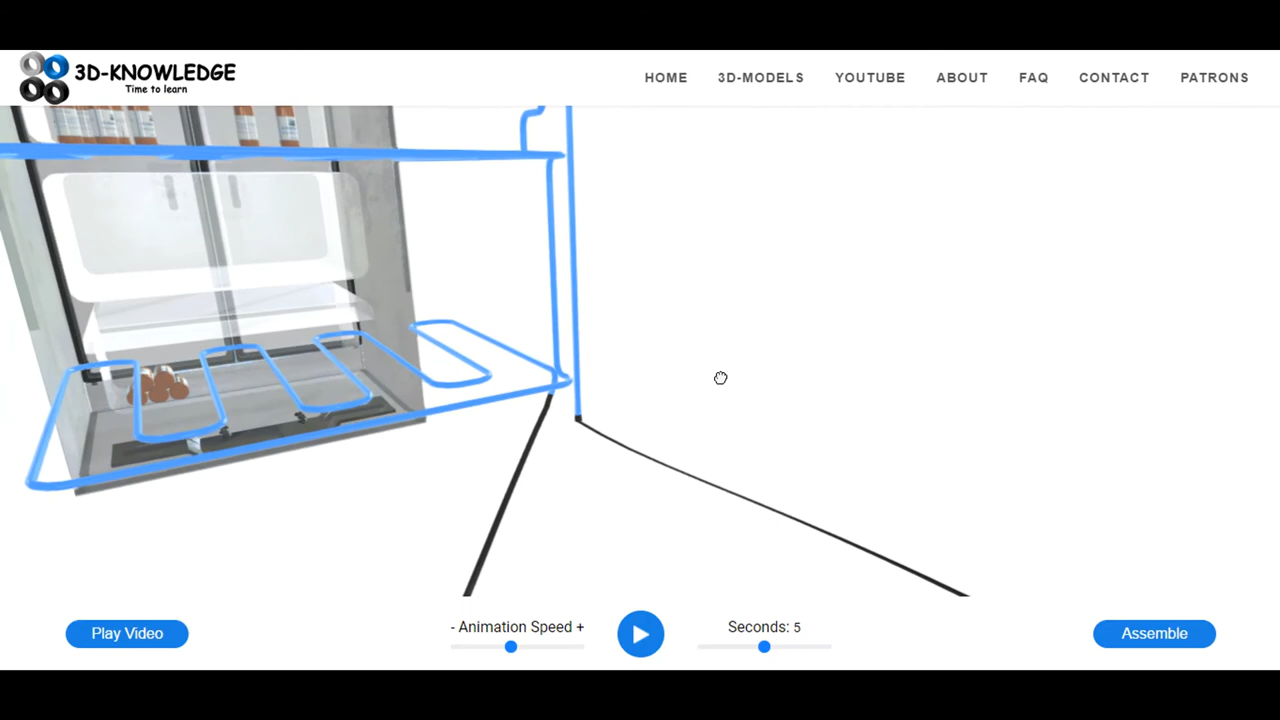 3D-KNOWLEDGE
Time to learn
HOME 3D-MODELS YOUTUBE ABOUT FAQ CONTACT PATRONS
Play Video
- Animation Speed +
Seconds: 5
Assemble